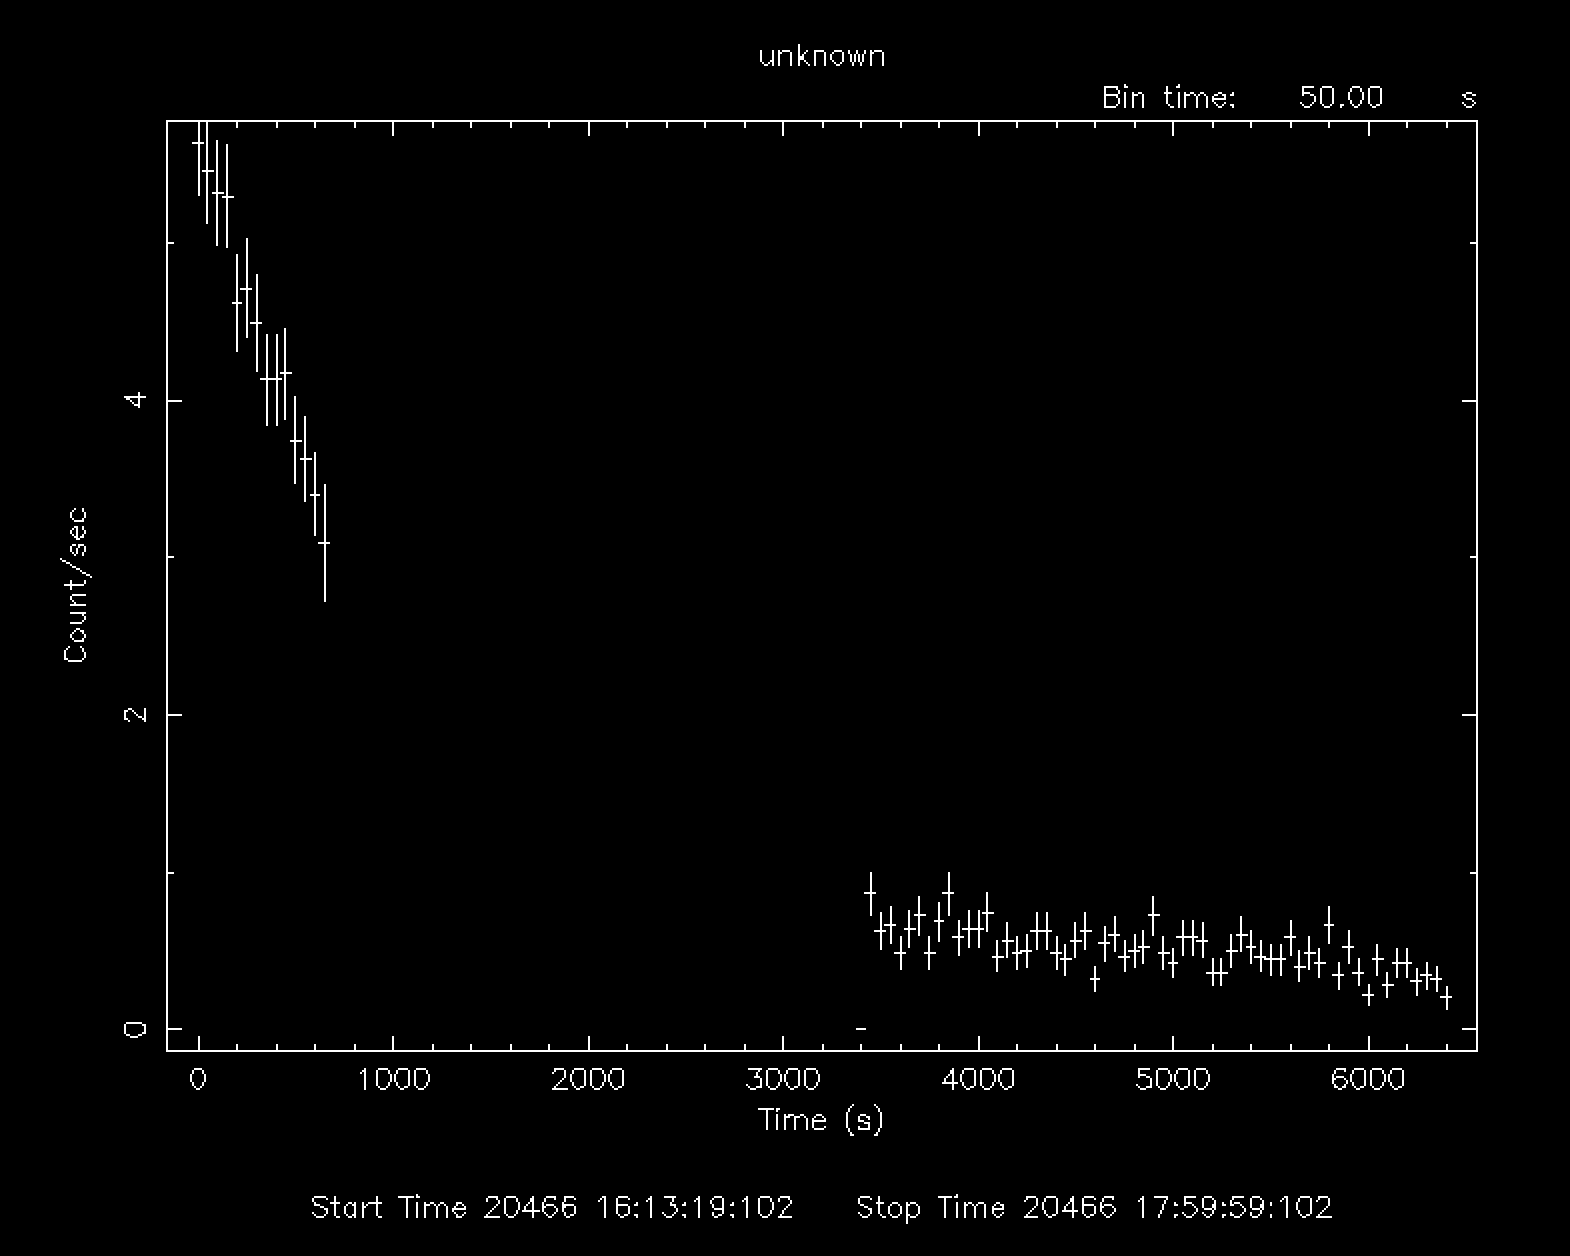 unknown
Bin time: 50.00 s
Count/sec
4
2
0
0 1000 2000 3000 4000 5000 6000
Time (s)
Start Time 20466 16:13:19:102 Stop Time 20466 17:59:59:102